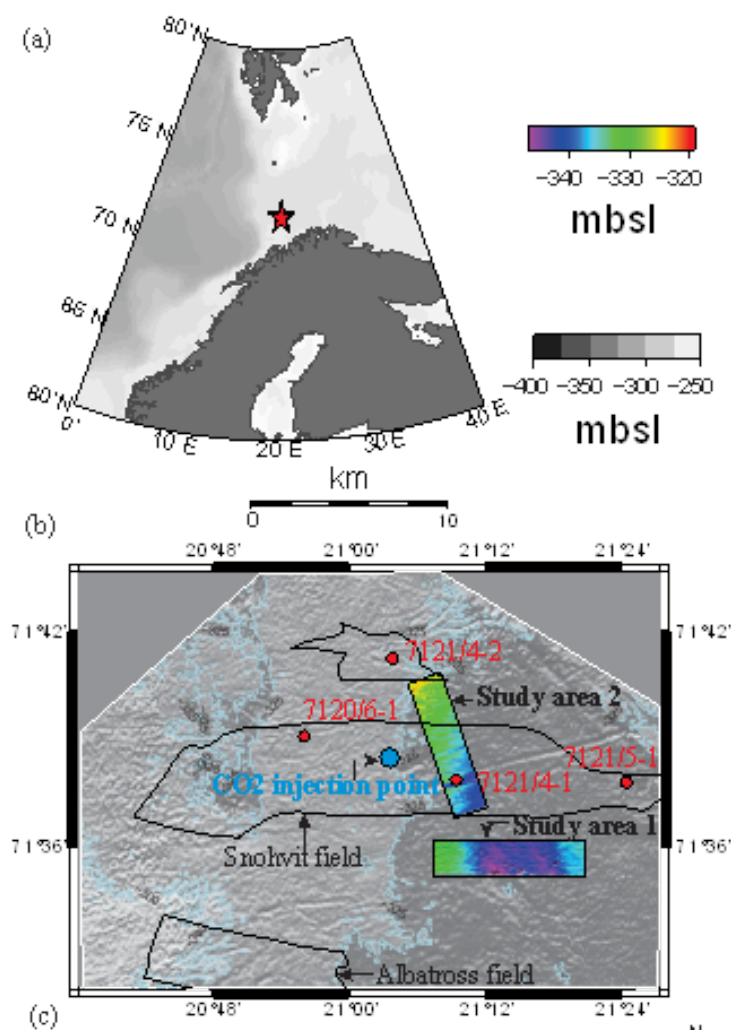 (a)
80°N
75 N
70 N
65 N
60°N
0°
10 E
20 E
30 E
40 E
−340 −330 −320
mbsl
−400 −350 −300 −250
mbsl
km
0 10
(b)
20°48' 21°00' 21°12' 21°24'
71°42' 71°42'
7121/4-2
Study area 2
7120/6-1
7121/5-1
CO2 injection point
7121/4-1
Study area 1
71°36' 71°36'
Snohvit field
Albatross field
20°48' 21°00' 21°12' 21°24'
(c)
N